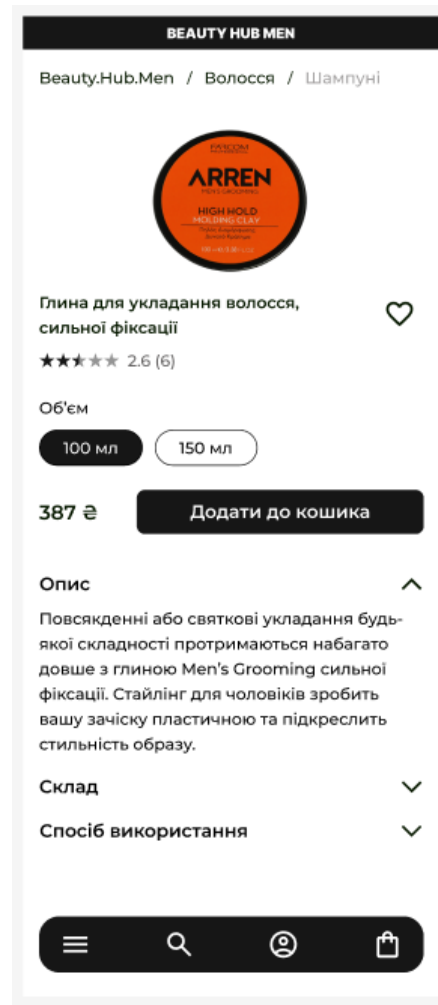 BEAUTY HUB MEN
Beauty.Hub.Men / Волосся / Шампуні
FARCOM
ARREN
MEN'S GROOMING
HIGH HOLD
MOLDING CLAY
Глина для укладання волосся,
сильної фіксації
2.6 (6)
Об'єм
100 мл
150 мл
387 ₴
Додати до кошика
Опис
Повсякденні або святкові укладання будь-
якої складності протримаються набагато
довше з глиною Men’s Grooming сильної
фіксації. Стайлінг для чоловіків зробить
вашу зачіску пластичною та підкреслить
стильність образу.
Склад
Спосіб використання